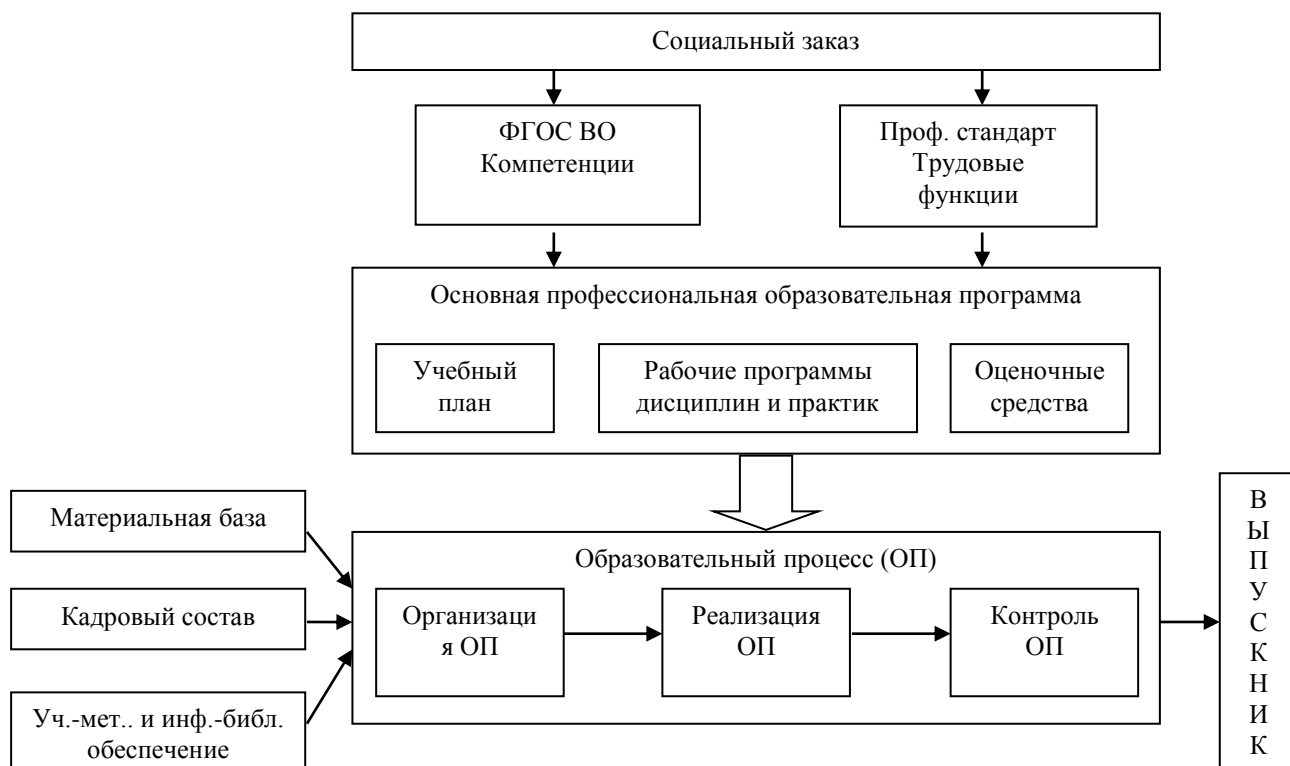 Социальный заказ
ФГОС ВО
Компетенции
Проф. стандарт
Трудовые
функции
Основная профессиональная образовательная программа
Учебный
план
Рабочие программы
дисциплин и практик
Оценочные
средства
Материальная база
Кадровый состав
Уч.-мет.. и инф.-библ.
обеспечение
Образовательный процесс (ОП)
Организаци
я ОП
Реализация
ОП
Контроль
ОП
В
Ы
П
У
С
К
Н
И
К